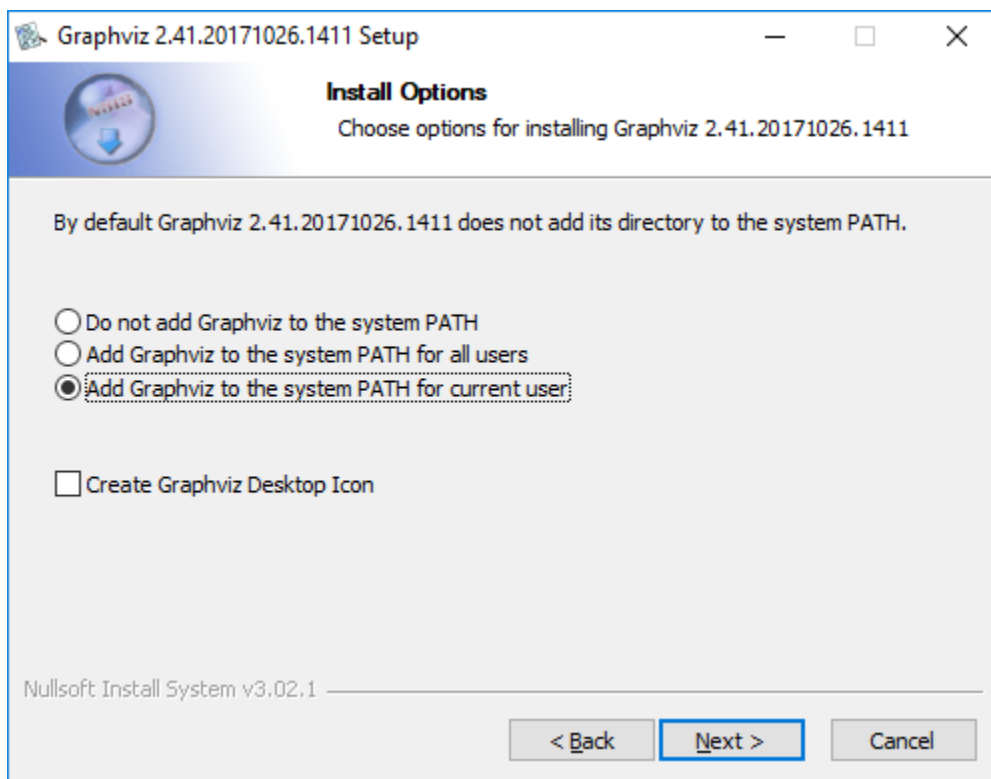 Graphviz 2.41.20171026.1411 Setup
Install Options
Choose options for installing Graphviz 2.41.20171026.1411
By default Graphviz 2.41.20171026.1411 does not add its directory to the system PATH.
Do not add Graphviz to the system PATH
Add Graphviz to the system PATH for all users
Add Graphviz to the system PATH for current user
Create Graphviz Desktop Icon
Nullsoft Install System v3.02.1
< Back Next > Cancel